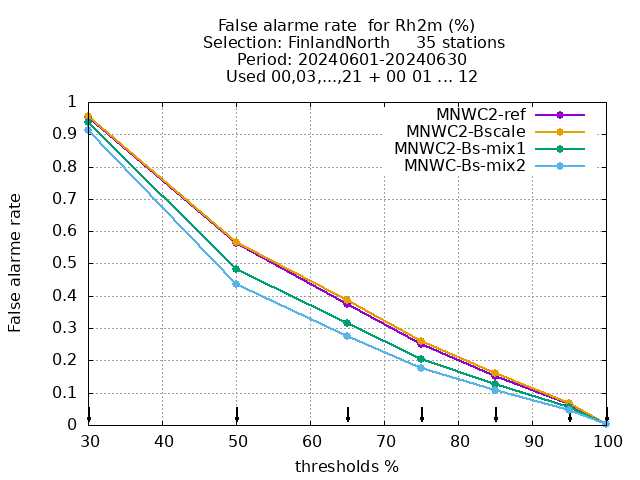 False alarme rate  for Rh2m (%)
Selection: FinlandNorth     35 stations
Period: 20240601-20240630
Used 00,03,...,21 + 00 01 ... 12
MNWC2-ref
MNWC2-Bscale
MNWC2-Bs-mix1
MNWC-Bs-mix2
False alarme rate
1
0.9
0.8
0.7
0.6
0.5
0.4
0.3
0.2
0.1
0
30 40 50 60 70 80 90 100
thresholds %